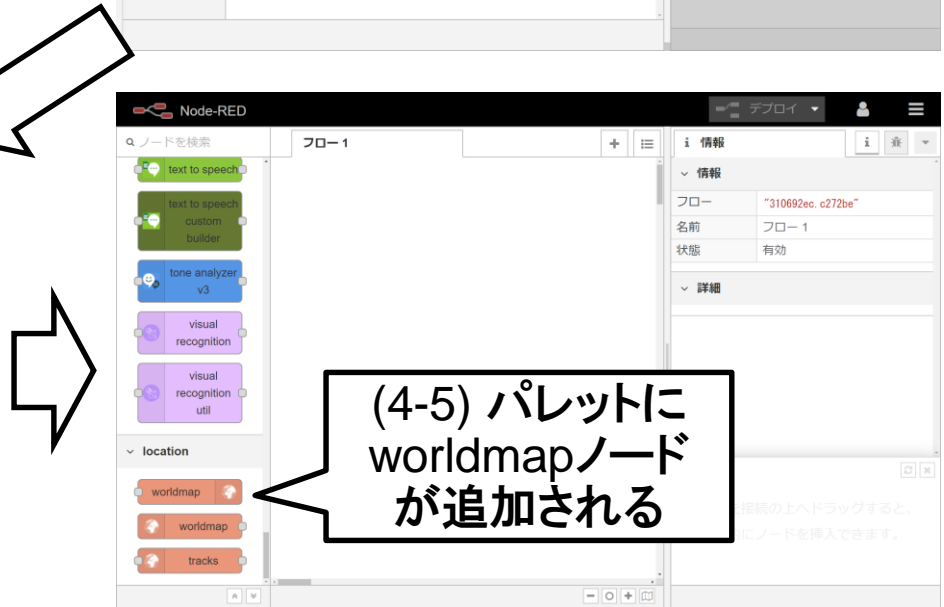 Node-RED
デプロイ
ノードを検索
フロー 1
i 情報
i
text to speech
text to speech
custom
builder
tone analyzer
v3
visual
recognition
visual
recognition
util
location
worldmap
worldmap
tracks
情報
フロー "310692ec.c272be"
名前 フロー 1
状態 有効
詳細
(4-5) パレットに
worldmapノード
が追加される
接続の上へドラッグすると、
にノードを挿入できます。